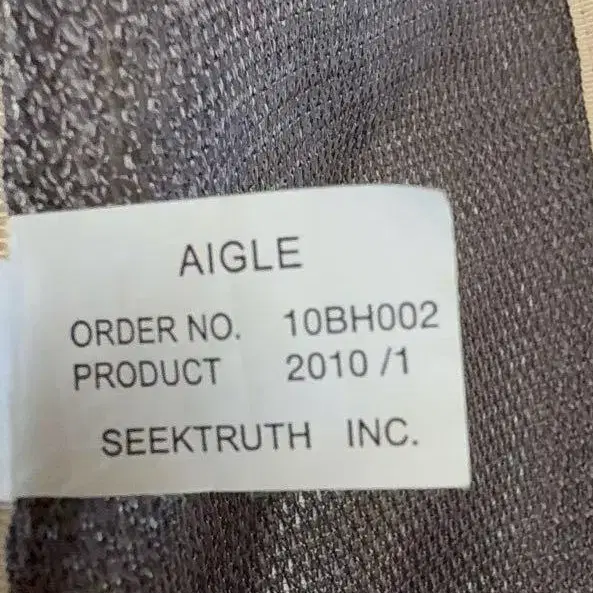 AIGLE
ORDER NO. 10BH002
PRODUCT 2010 /1
SEEKTRUTH INC.